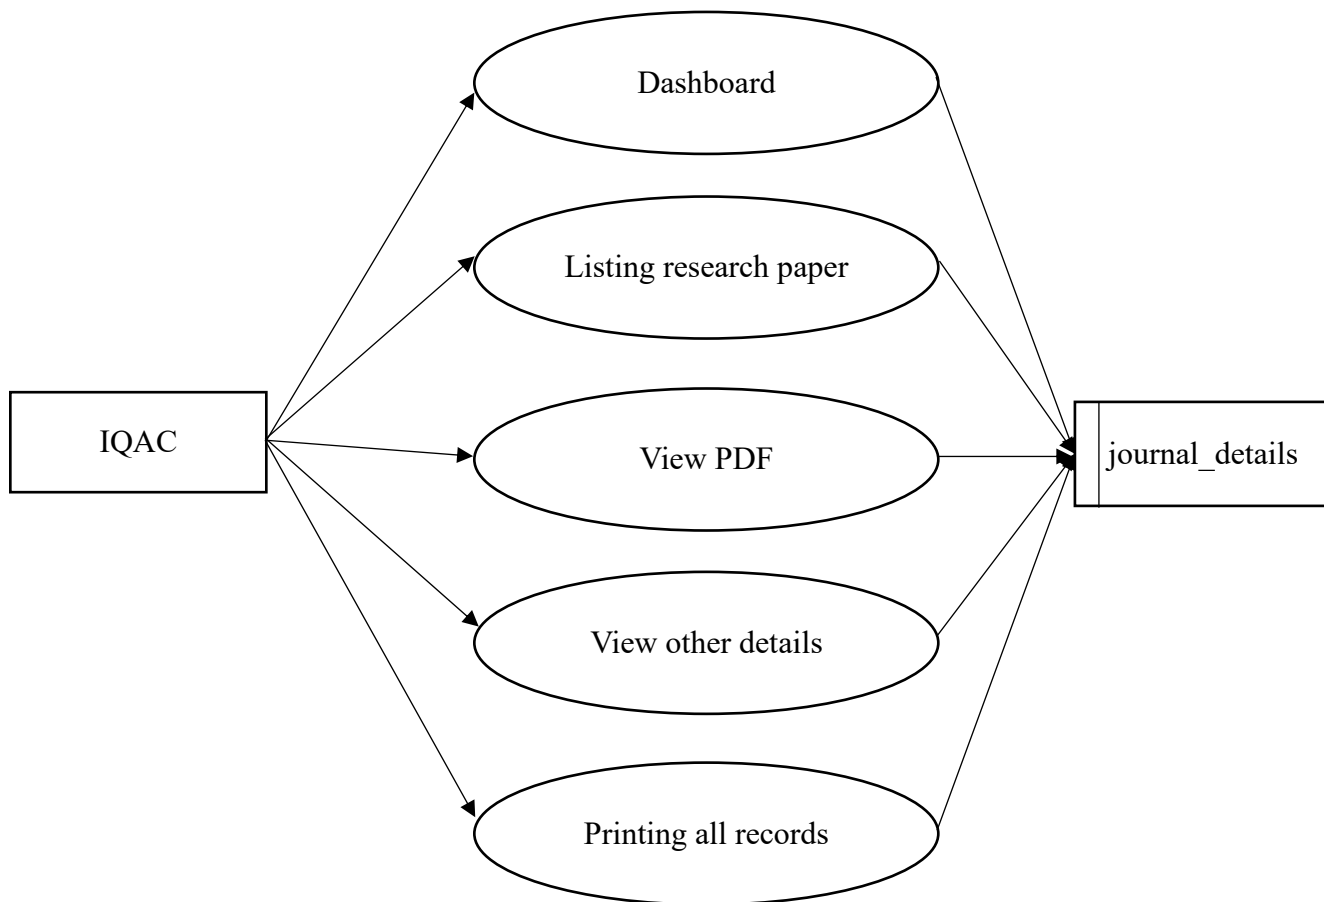 Dashboard
Listing research paper
IQAC
View PDF
journal_details
View other details
Printing all records